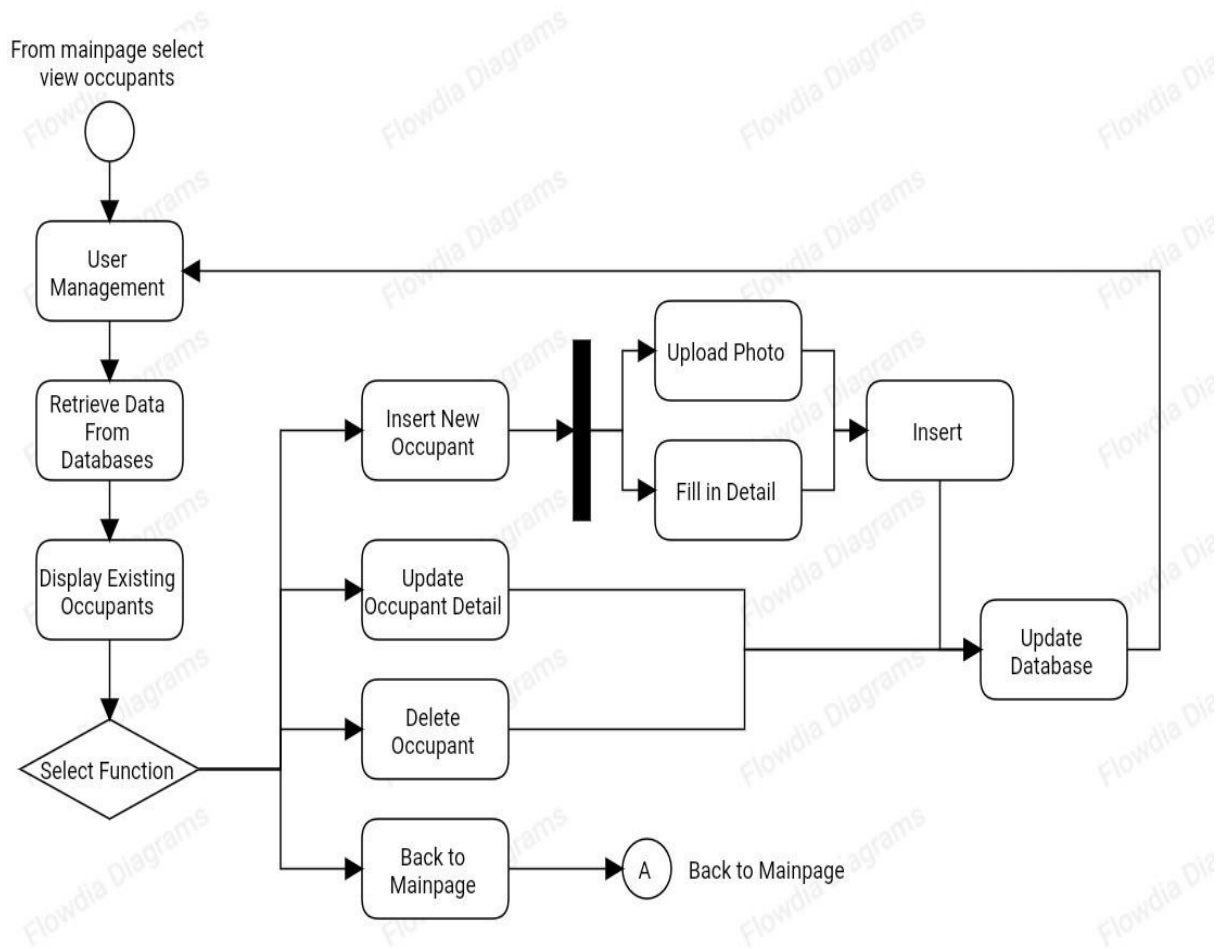 From mainpage select
view occupants
User
Management
Retrieve Data
From
Databases
Display Existing
Occupants
Select Function
Insert New
Occupant
Upload Photo
Fill in Detail
Insert
Update
Occupant Detail
Delete
Occupant
Update
Database
Back to
Mainpage
A
Back to Mainpage
Flowdia Diagrams